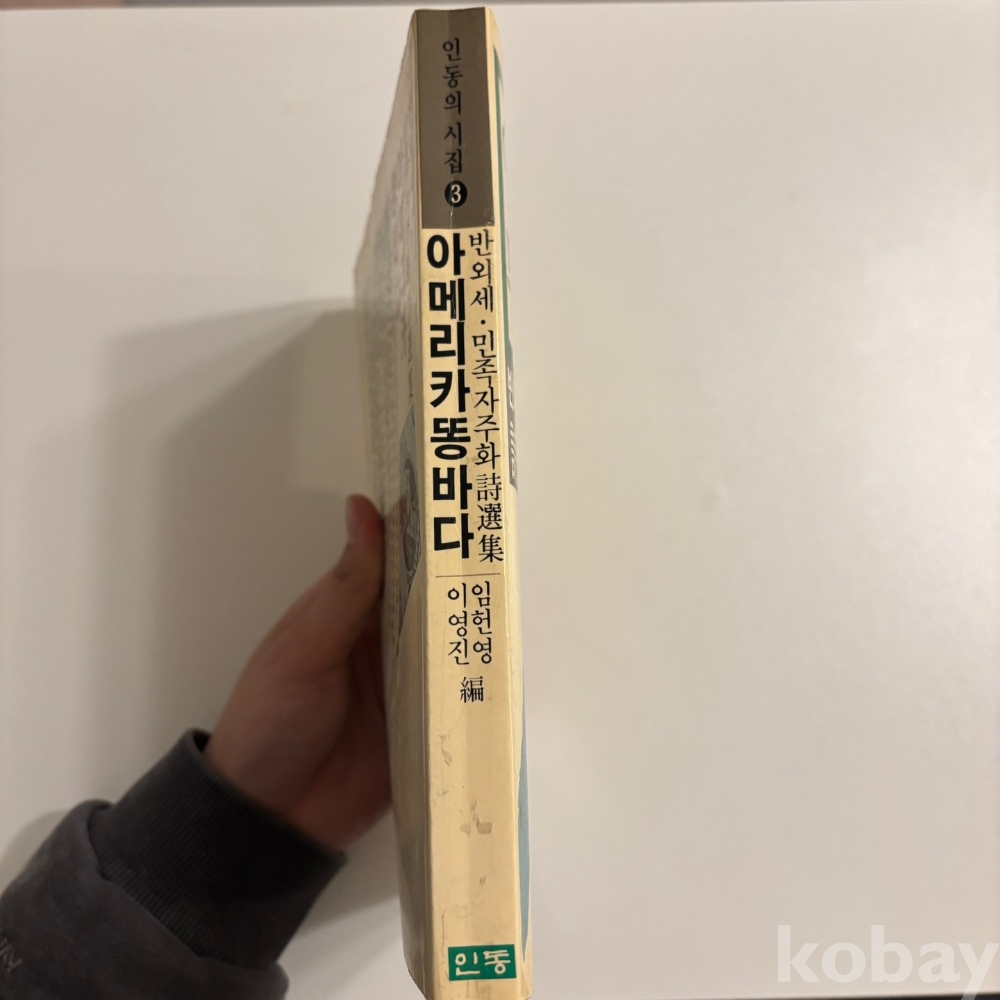 인동의 시집 3
반외세·민족자주화 詩選集
아메리카똥바다
임헌영
이영진
編
인동
kobay